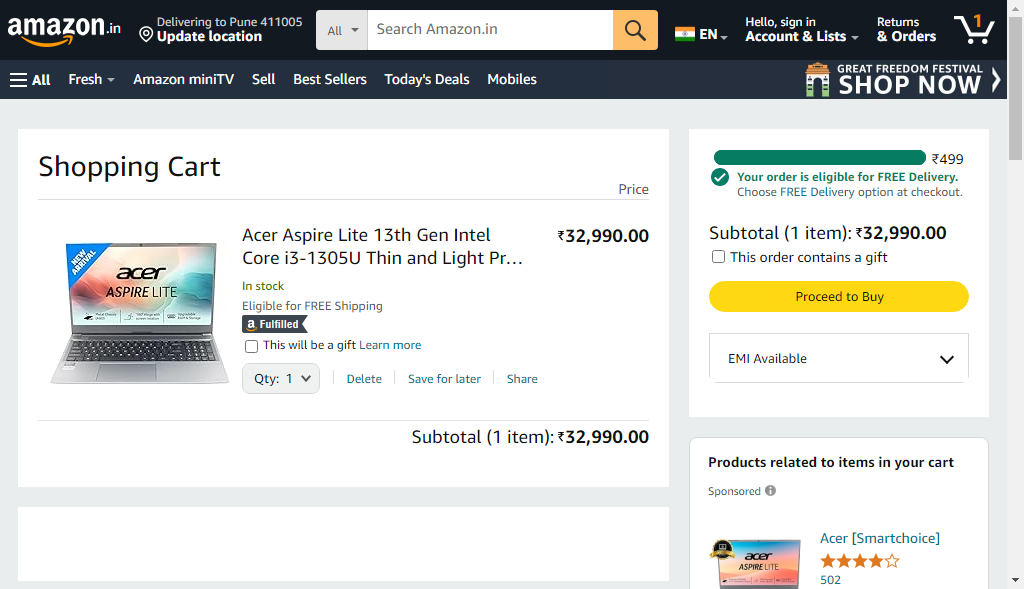 amazon.in
Delivering to Pune 411005
Update location
All
Search Amazon.in
EN
Hello, sign in
Account & Lists
Returns
& Orders
1
All
Fresh
Amazon miniTV
Sell
Best Sellers
Today's Deals
Mobiles
GREAT FREEDOM FESTIVAL
SHOP NOW
Shopping Cart
Price
NEW ARRIVAL
acer
ASPIRE LITE
Acer Aspire Lite 13th Gen Intel
Core i3-1305U Thin and Light Pr...
₹32,990.00
In stock
Eligible for FREE Shipping
a Fulfilled
This will be a gift Learn more
Qty: 1
Delete
Save for later
Share
Subtotal (1 item): ₹32,990.00
₹499
Your order is eligible for FREE Delivery.
Choose FREE Delivery option at checkout.
Subtotal (1 item): ₹32,990.00
This order contains a gift
Proceed to Buy
EMI Available
Products related to items in your cart
Sponsored
acer
ASPIRE LITE
Acer [Smartchoice]
502